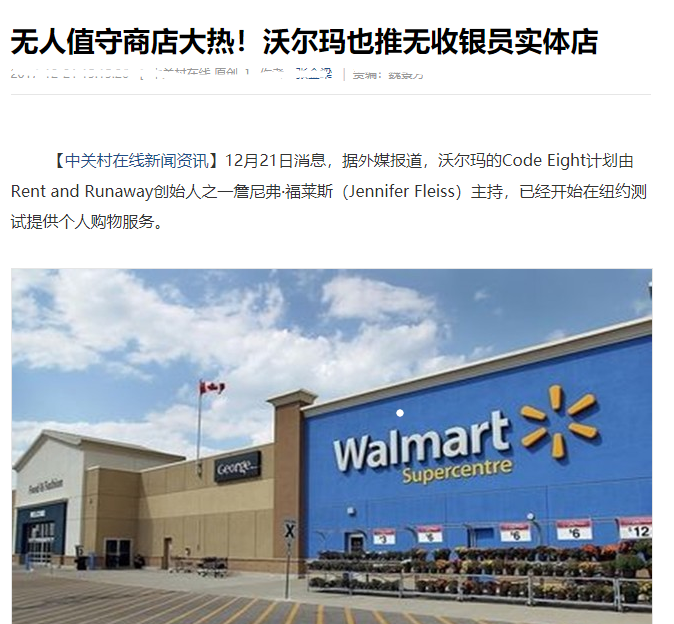 无人值守商店大热！沃尔玛也推无收银员实体店
【中关村在线新闻资讯】12月21日消息，据外媒报道，沃尔玛的Code Eight计划由
Rent and Runaway创始人之一詹尼弗·福莱斯（Jennifer Fleiss）主持，已经开始在纽约测
试提供个人购物服务。
Walmart
Supercentre
George
Food & Fashion
X
3
6
6
6
12